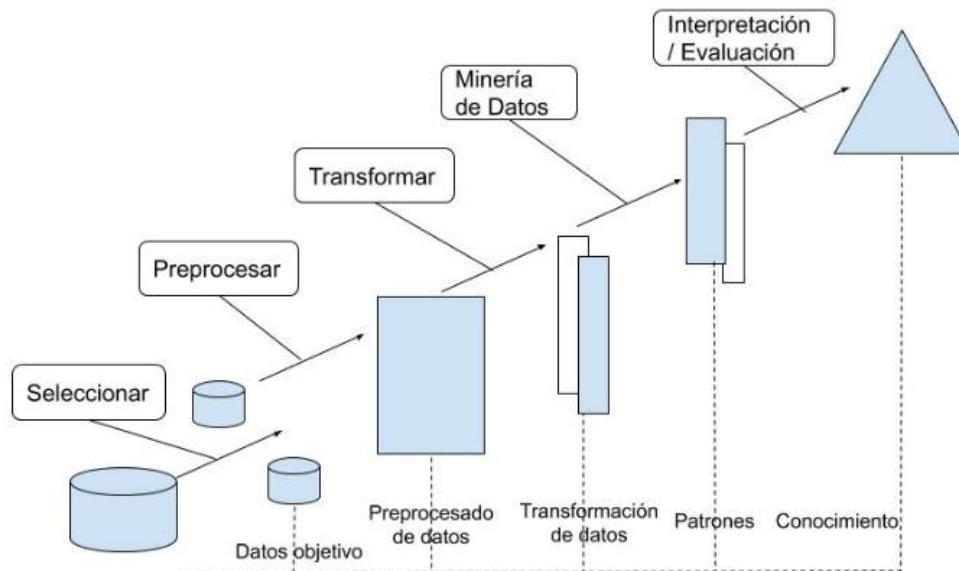 Interpretación
/ Evaluación
Minería
de Datos
Transformar
Preprocesar
Seleccionar
Datos objetivo
Preprocesado
de datos
Transformación
de datos
Patrones
Conocimiento